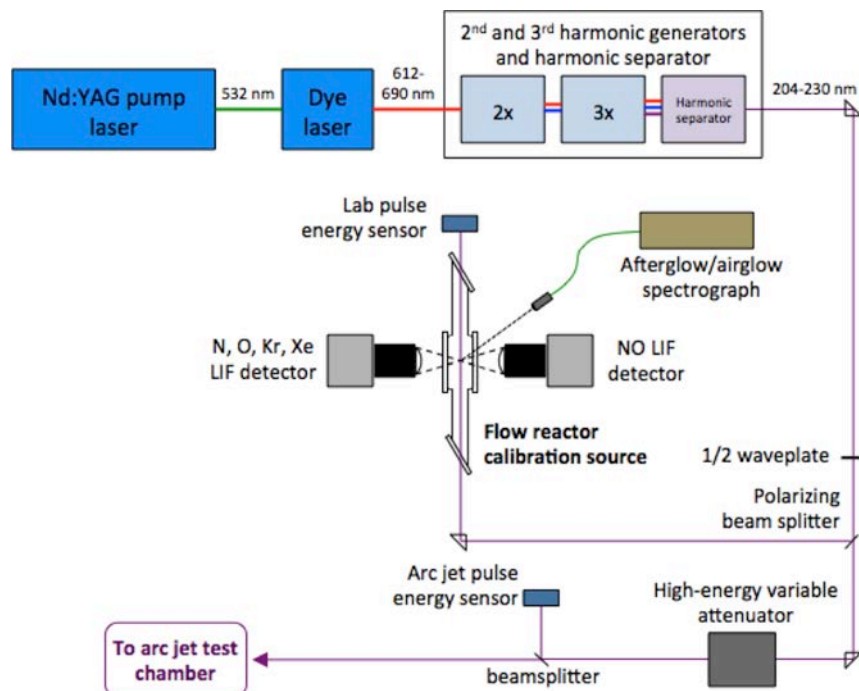 2nd and 3rd harmonic generators
and harmonic separator
Nd:YAG pump
laser
532 nm
Dye
laser
612-
690 nm
2x
3x
Harmonic
separator
204-230 nm
Lab pulse
energy sensor
Afterglow/airglow
spectrograph
N, O, Kr, Xe
LIF detector
NO LIF
detector
Flow reactor
calibration source
1/2 waveplate
Polarizing
beam splitter
Arc jet pulse
energy sensor
High-energy variable
attenuator
To arc jet test
chamber
beamsplitter